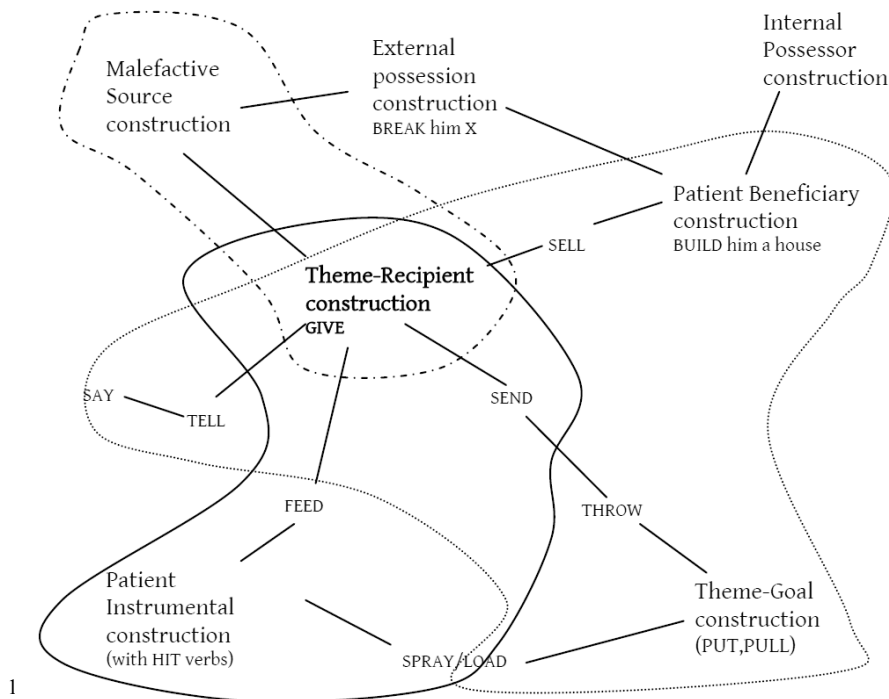 Internal
Possessor
construction
External
possession
construction
BREAK him X
Malefactive
Source
construction
Patient Beneficiary
construction
BUILD him a house
SELL
Theme-Recipient
construction
GIVE
SAY
TELL
SEND
FEED
THROW
Patient
Instrumental
construction
(with HIT verbs)
Theme-Goal
construction
(PUT,PULL)
SPRAY/LOAD
1